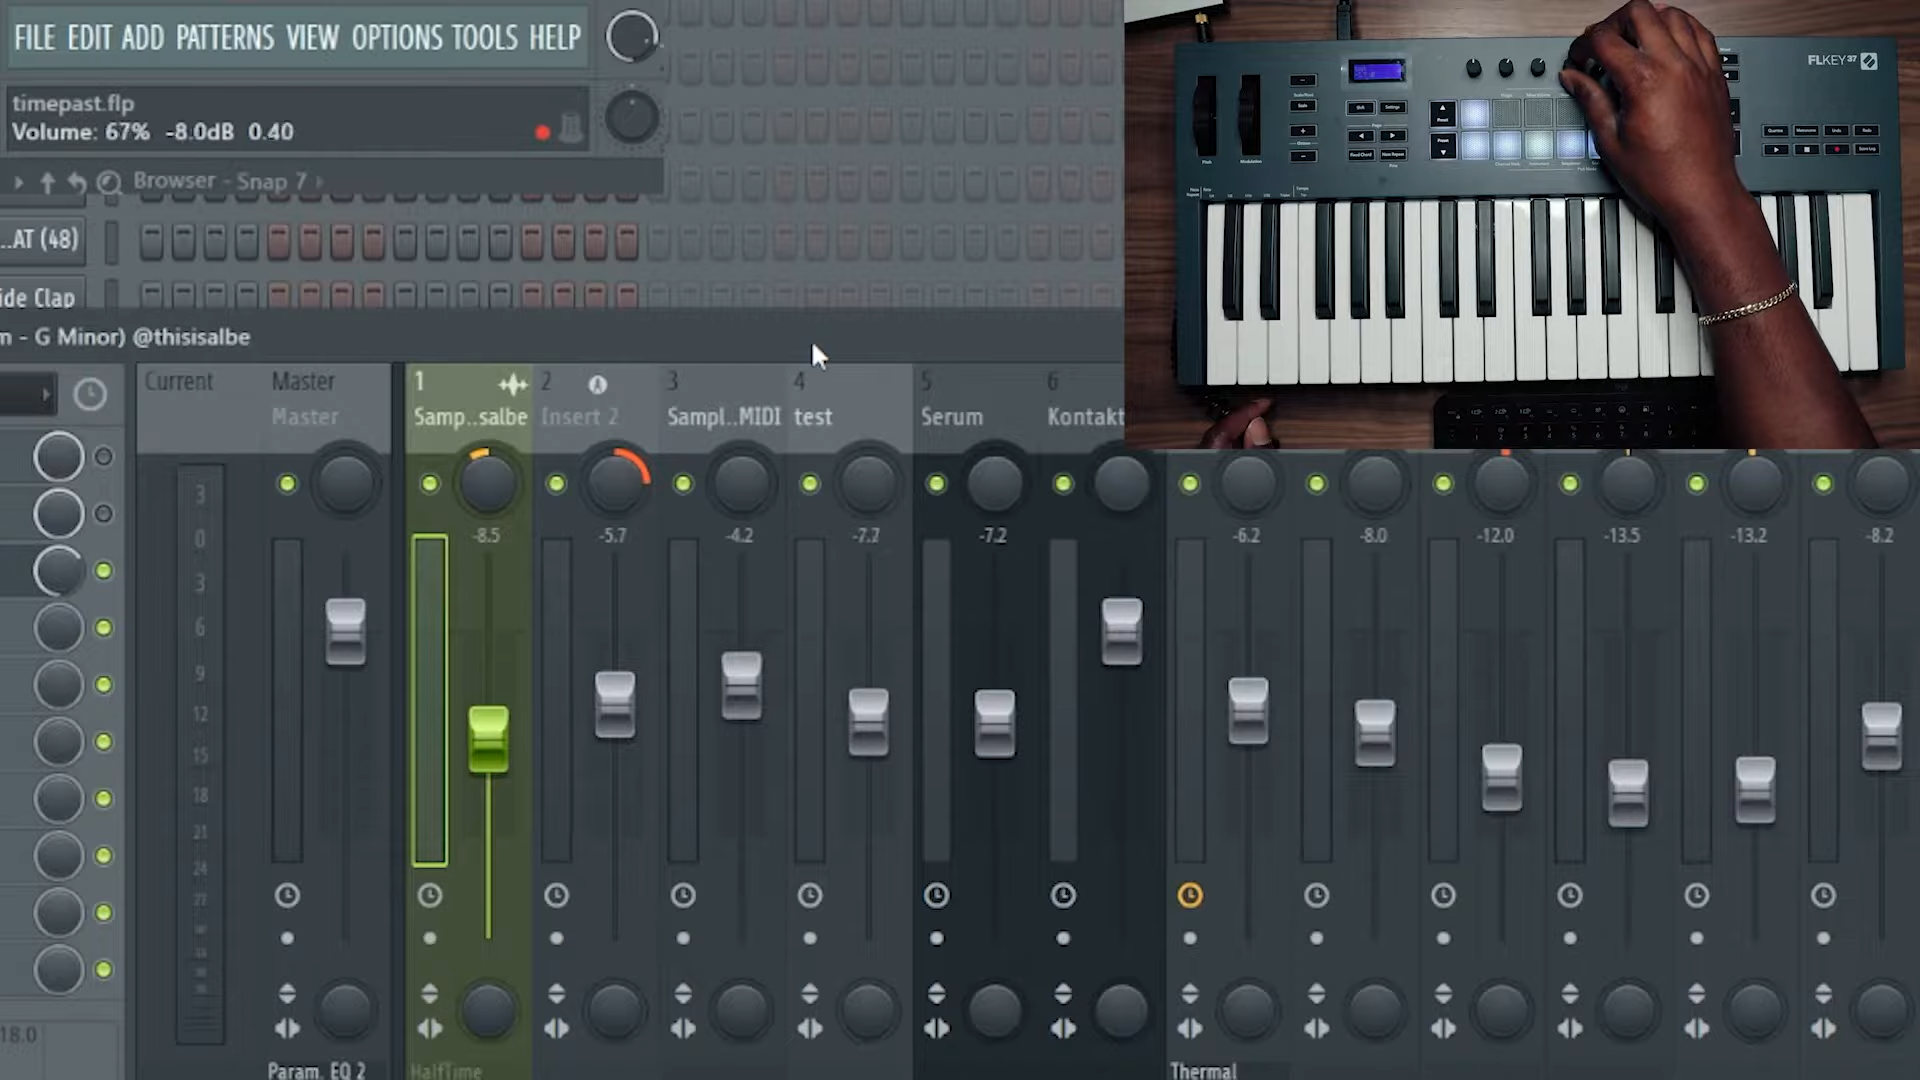 FILE EDIT ADD PATTERNS VIEW OPTIONS TOOLS HELP
timepast.flp
Volume: 67% -8.0dB 0.40
Browser - Snap 7
..AT (48)
ide Clap
m - G Minor) @thisisalbe
FLKEY 37
Current
Master
Master
1
Samp..salbe
2
Insert 2
3
Sampl..MIDI
4
test
5
Serum
6
Kontakt
-8.5
-5.7
-4.2
-7.7
-7.2
-6.2
-8.0
-12.0
-13.5
-13.2
-8.2
3
0
3
6
9
12
15
18
21
24
27
18.0
Param. EQ 2
HalfTime
Thermal